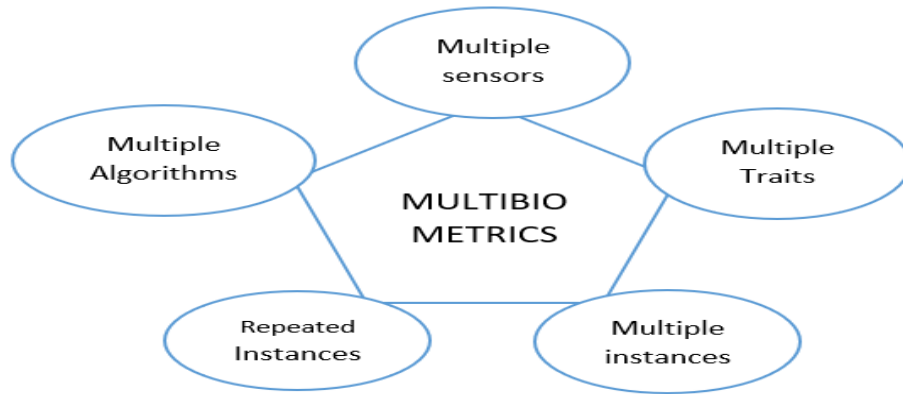 Multiple
sensors
Multiple
Algorithms
Multiple
Traits
MULTIBIO
METRICS
Repeated
Instances
Multiple
instances